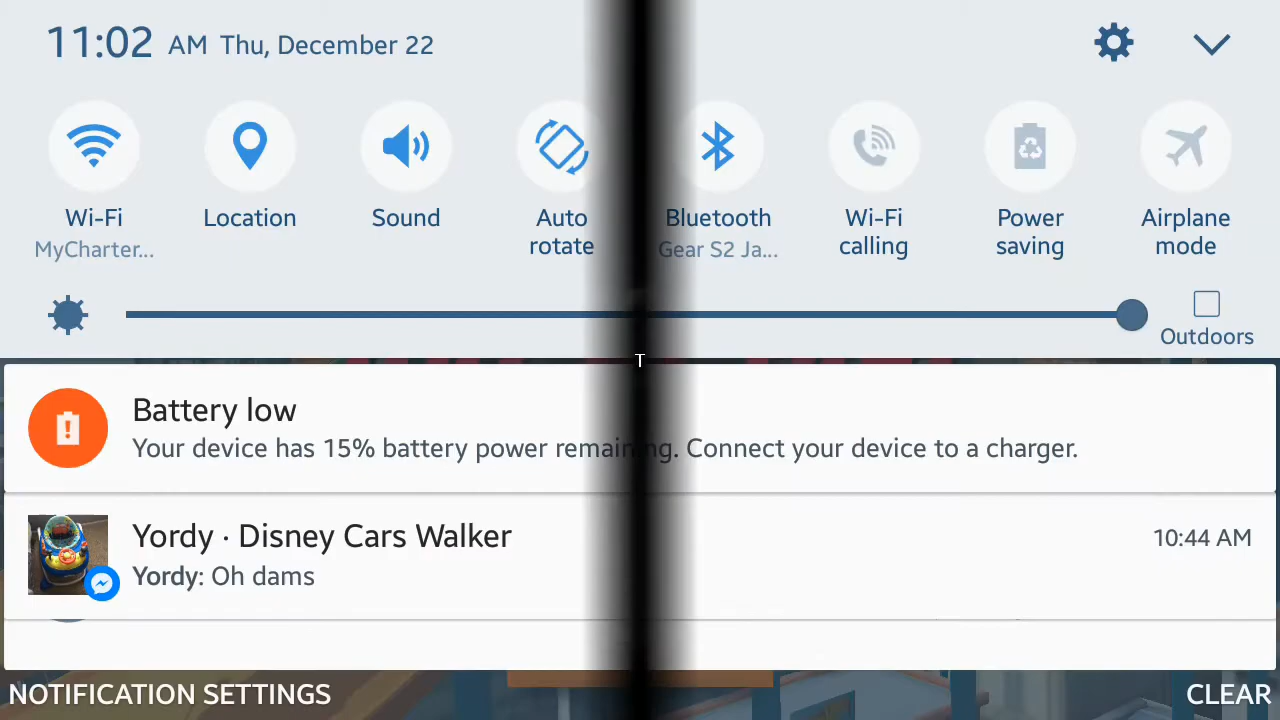 11:02 AM Thu, December 22
Wi-Fi
MyCharter...
Location
Sound
Auto
rotate
Bluetooth
Gear S2 Ja...
Wi-Fi
calling
Power
saving
Airplane
mode
Outdoors
T
Battery low
Your device has 15% battery power remaining. Connect your device to a charger.
Yordy · Disney Cars Walker
10:44 AM
Yordy: Oh dams
NOTIFICATION SETTINGS
CLEAR